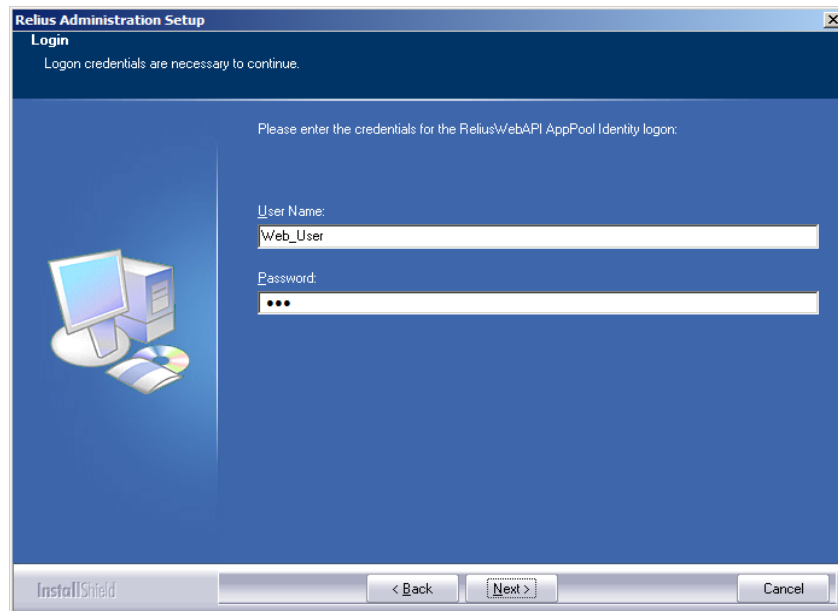 Relius Administration Setup
Login
Logon credentials are necessary to continue.
Please enter the credentials for the ReliusWebAPI AppPool Identity logon:
User Name:
Web_User
Password:
●●●
InstallShield
< Back
Next >
Cancel